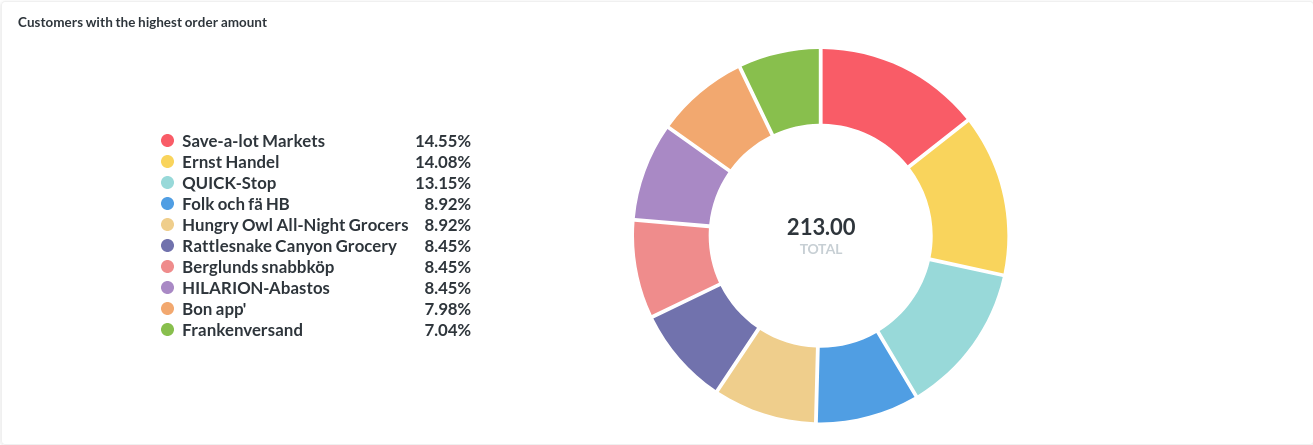 Customers with the highest order amount
Save-a-lot Markets 14.55%
Ernst Handel 14.08%
QUICK-Stop 13.15%
Folk och fä HB 8.92%
Hungry Owl All-Night Grocers 8.92%
Rattlesnake Canyon Grocery 8.45%
Berglunds snabbköp 8.45%
HILARION-Abastos 8.45%
Bon app' 7.98%
Frankenversand 7.04%
213.00
TOTAL